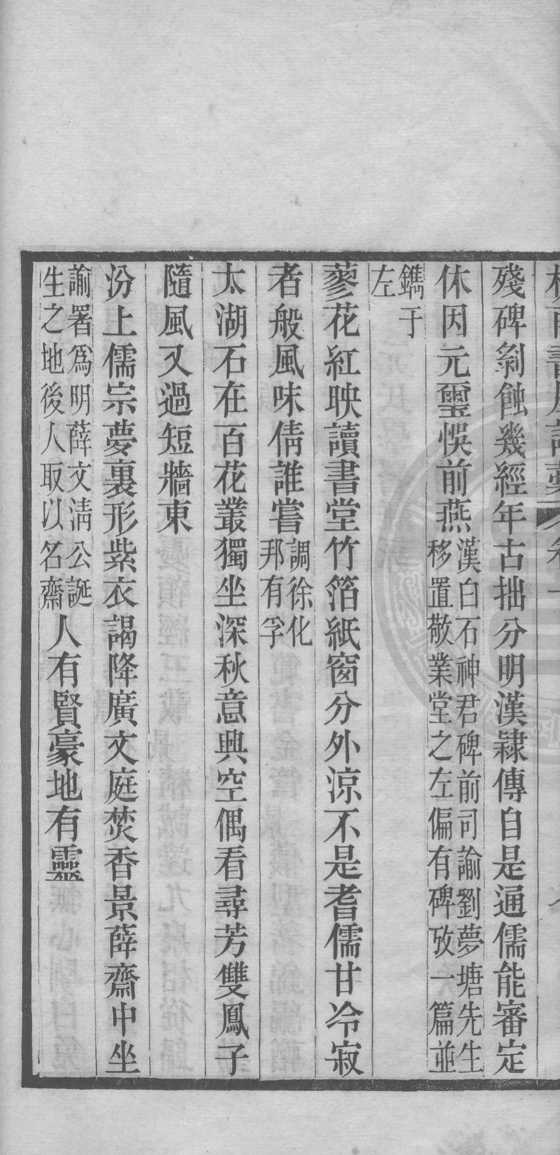 殘碑剝蝕幾經年古拙分明漢隸傳自是通儒能審定
休因元璽悞前燕漢白石神君碑前司諭劉夢塘先生
移置敬業堂之左偏有碑攷一篇並
鐫于
左
蓼花紅映讀書堂竹箔紙窗分外涼不是耆儒甘冷寂
者般風味倩誰嘗調徐化
邦有孚
太湖石在百花叢獨坐深秋意興空偶看尋芳雙鳳子
隨風又過短牆東
汾上儒宗夢裏形紫衣謁降廣文庭焚香景薛齋中坐
諭署爲明薛文淸公誕
生之地後人取以名齋人有賢豪地有靈